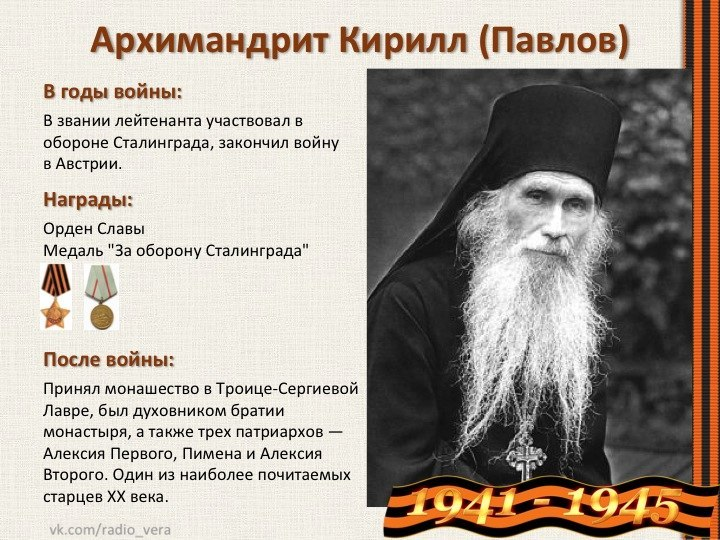 Архимандрит Кирилл (Павлов)
В годы войны:
В звании лейтенанта участвовал в
обороне Сталинграда, закончил войну
в Австрии.
Награды:
Орден Славы
Медаль "За оборону Сталинграда"
После войны:
Принял монашество в Троице-Сергиевой
Лавре, был духовником братии
монастыря, а также трех патриархов —
Алексия Первого, Пимена и Алексия
Второго. Один из наиболее почитаемых
старцев XX века.
1941 - 1945
vk.com/radio_vera